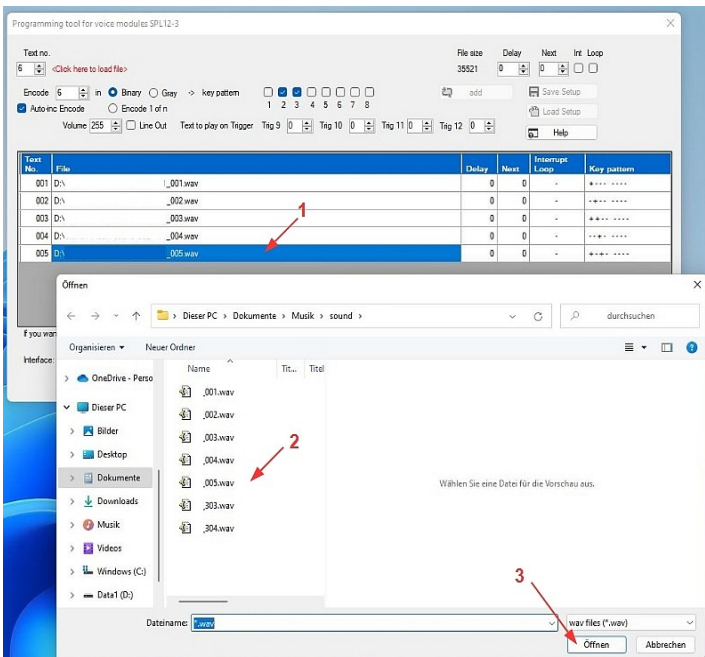 Programming tool for voice modules SPL12-3
Text no. File size Delay Next Int Loop
6 <Click here to load file> 35521 0 0
Encode 6 in Binary Gray -> key pattern add Save Setup
Auto-inc Encode Encode 1 of n 1 2 3 4 5 6 7 8 Load Setup
Volume 255 Line Out Text to play on Trigger Trig 9 0 Trig 10 0 Trig 11 0 Trig 12 0 Help
Text No. File Delay Next Interrupt Loop Key pattern
001 D:\ _001.wav 0 0 - +--- ----
002 D:\ _002.wav 0 0 - -+-- ----
003 D:\ _003.wav 0 0 - ++-- ----
1
004 D:\ _004.wav 0 0 - --+- ----
005 D:\ _005.wav 0 0 - +-+- ----
Öffnen
Dieser PC > Dokumente > Musik > sound > durchsuchen
If you wan
Organisieren Neuer Ordner
Interface:
Name Tit... Titel
OneDrive - Perso
Dieser PC
Bilder
Desktop
Dokumente
Downloads
Musik
Videos
Windows (C:)
Data1 (D:)
_001.wav
_002.wav
_003.wav
_004.wav
_005.wav
_303.wav
_304.wav
2
Wählen Sie eine Datei für die Vorschau aus.
3
Dateiname: *.wav wav files (*.wav)
Öffnen Abbrechen